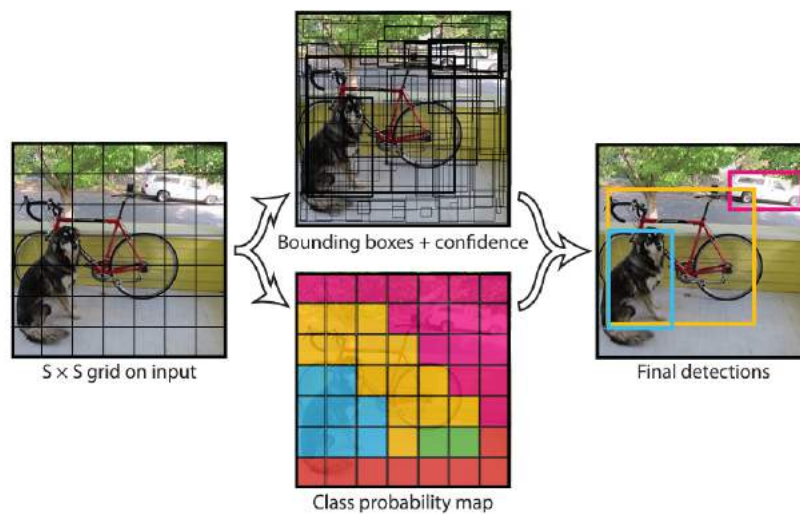 S × S grid on input
Bounding boxes + confidence
Class probability map
Final detections